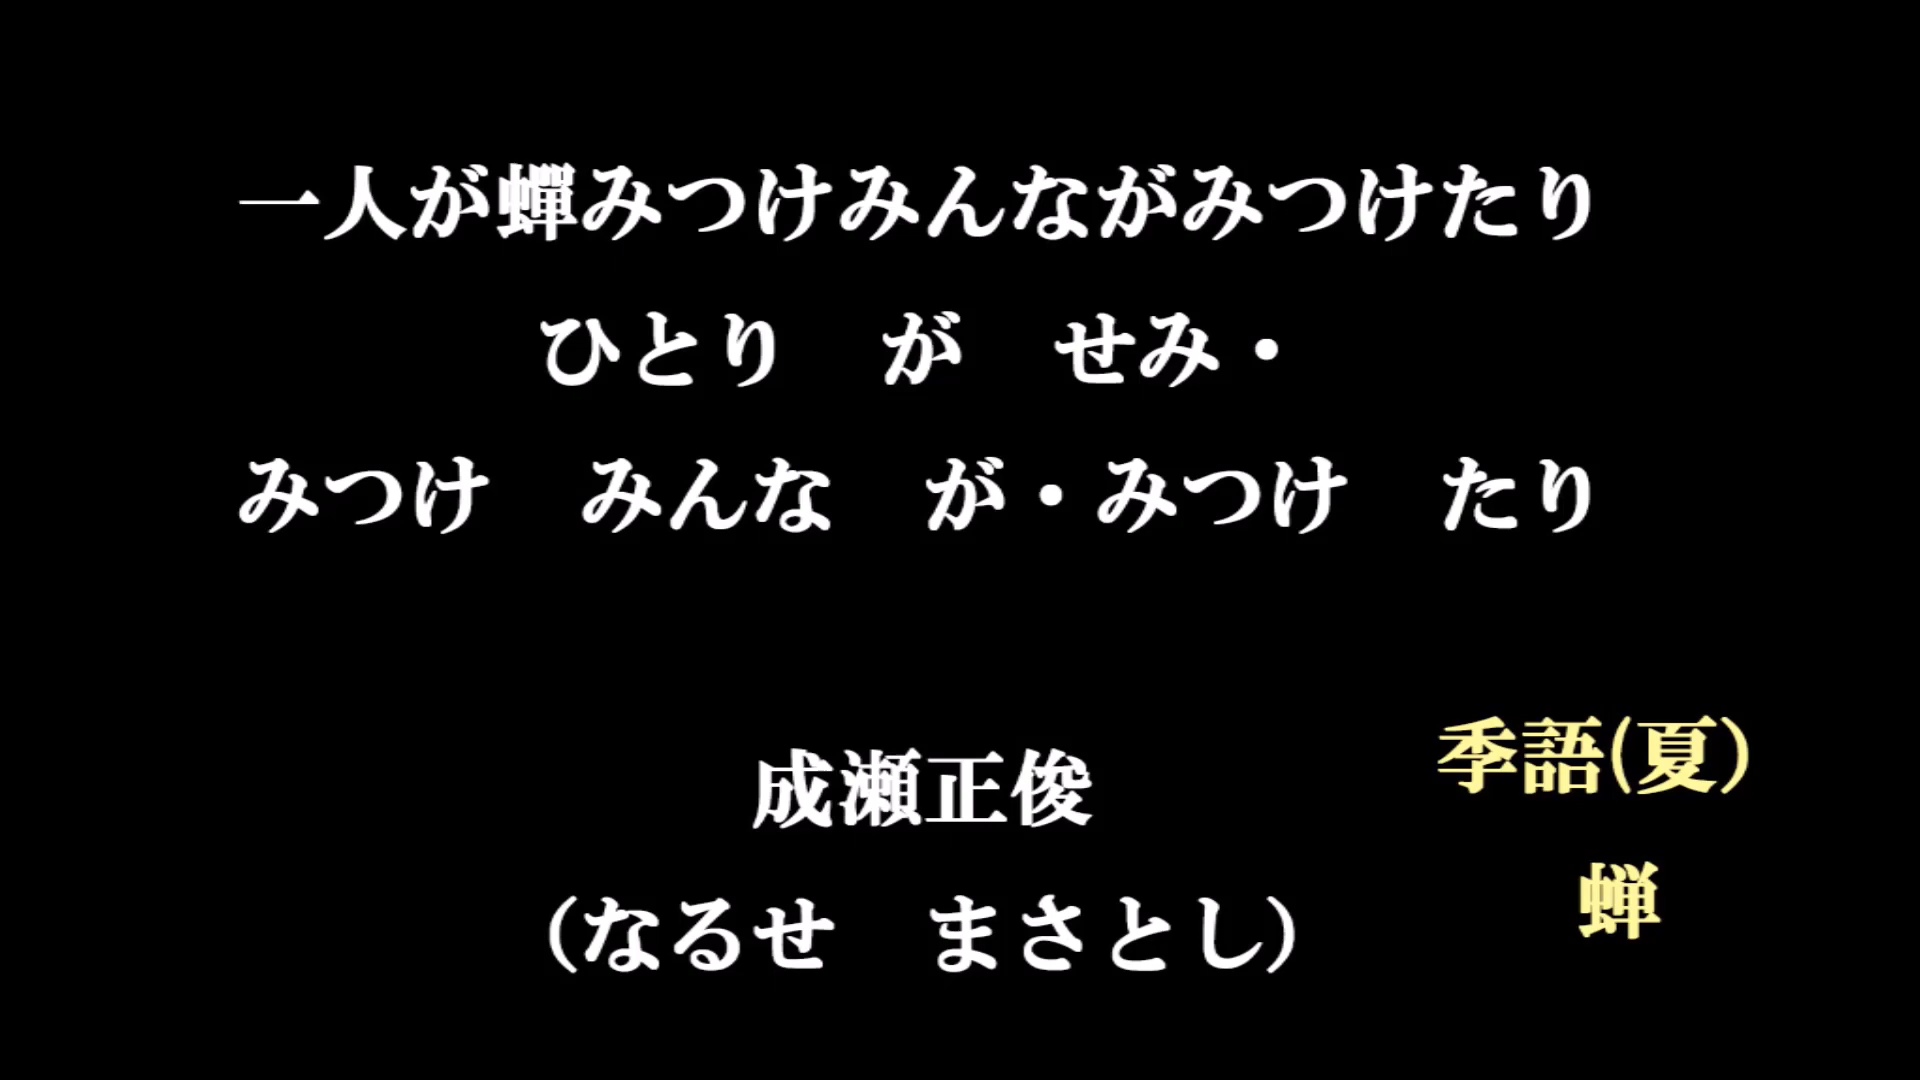 一人が蟬みつけみんながみつけたり
ひとり　が　せみ・
みつけ　みんな　が・みつけ　たり
成瀬正俊
（なるせ　まさとし）
季語(夏)
蝉